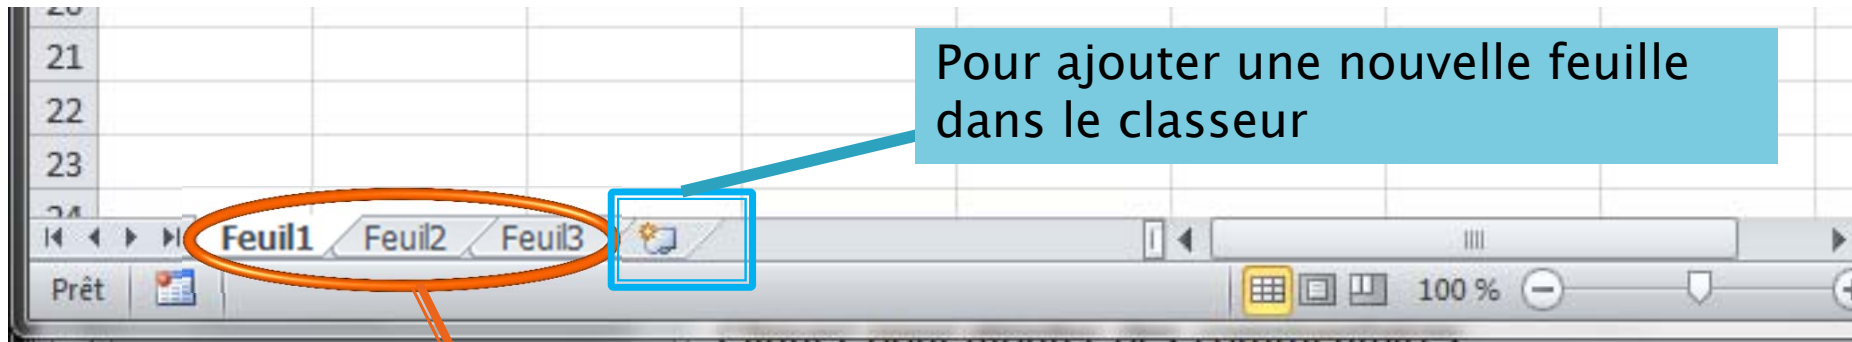 21
Pour ajouter une nouvelle feuille
dans le classeur
22
23
Feuil1 Feuil2 Feuil3
Prêt 100 %